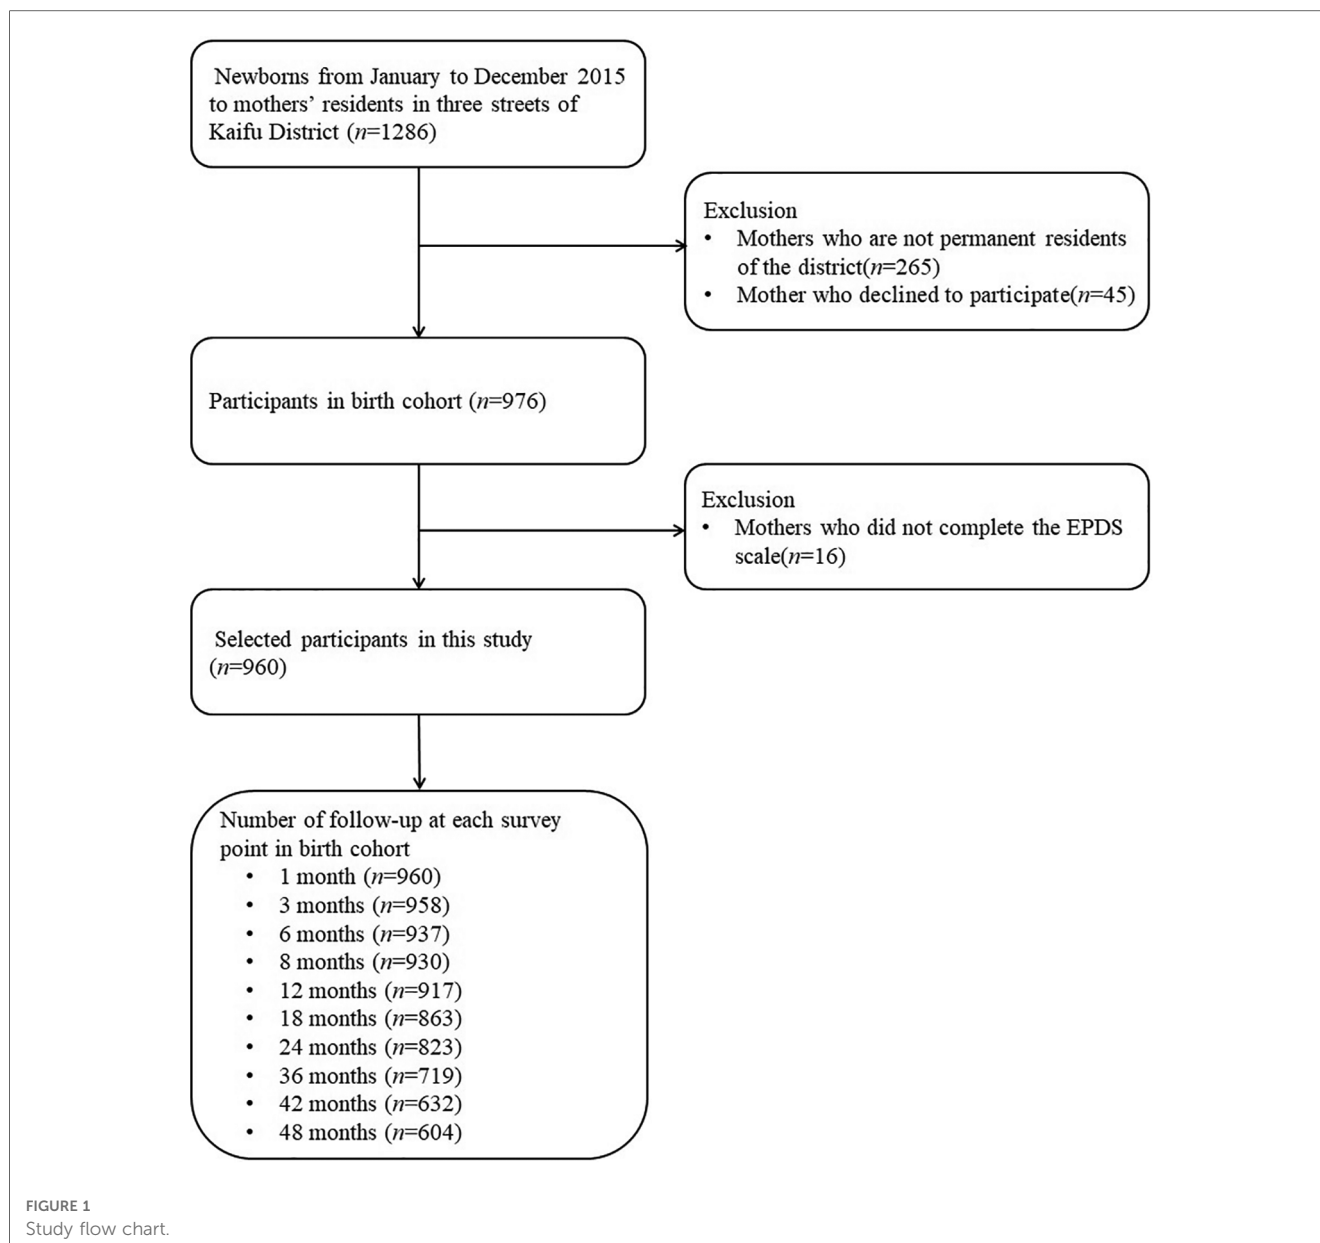 Newborns from January to December 2015
to mothers’ residents in three streets of
Kaifu District (n=1286)
Exclusion
• Mothers who are not permanent residents
of the district(n=265)
• Mother who declined to participate(n=45)
Participants in birth cohort (n=976)
Exclusion
• Mothers who did not complete the EPDS
scale(n=16)
Selected participants in this study
(n=960)
Number of follow-up at each survey
point in birth cohort
• 1 month (n=960)
• 3 months (n=958)
• 6 months (n=937)
• 8 months (n=930)
• 12 months (n=917)
• 18 months (n=863)
• 24 months (n=823)
• 36 months (n=719)
• 42 months (n=632)
• 48 months (n=604)
FIGURE 1
Study flow chart.